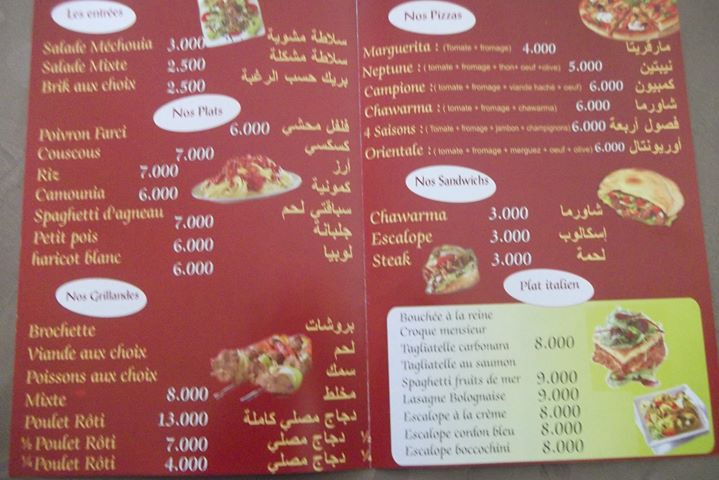 Les entrées
Salade Méchouia 3.000 سلاطة مشوية
Salade Mixte 2.500 سلاطة مشكلة
Brik aux choix 2.500 بريك حسب الرغبة
Nos Plats
Poivron Farci 6.000 فلفل محشي
Couscous 7.000 كسكسي
Riz 7.000 أرز
Camounia 6.000 كمونية
Spaghetti d'agneau 7.000 سباقتي لحم
Petit pois 6.000 جلبانة
haricot blanc 6.000 لوبيا
Nos Grillandes
Brochette بروشات
Viande aux choix لحم
Poissons aux choix سمك
Mixte 8.000 مخلط
Poulet Rôti 13.000 دجاج مصلي كاملة
½ Poulet Rôti 7.000 دجاج مصلي ½
¼ Poulet Rôti 4.000 دجاج مصلي ¼
Nos Pizzas
Marguerita : (Tomate + fromage) 4.000 مارقريتا
Neptune : ( tomate + fromage + thon+ oeuf +olive) 5.000 نيبتين
Campione : ( tomate + fromage + viande haché + oeuf) 6.000 كمبيون
Chawarma : ( tomate + fromage + chawarma) 6.000 شاورما
4 Saisons : ( Tomate + fromage + jambon + champignons) 6.000 فصول أربعة
Orientale : ( tomate + fromage + merguez + oeuf + olive) 6.000 أوريونتال
Nos Sandwichs
Chawarma 3.000 شاورما
Escalope 3.000 إسكالوب
Steak 3.000 لحمة
Plat italien
Bouchée à la reine
Croque mensieur
Tagliatelle carbonara 8.000
Tagliatelle au saumon
Spaghetti fruits de mer 9.000
Lasagne Bolognaise 9.000
Escalope à la crème 8.000
Escalope cordon bleu 8.000
Escalope boccochini 8.000